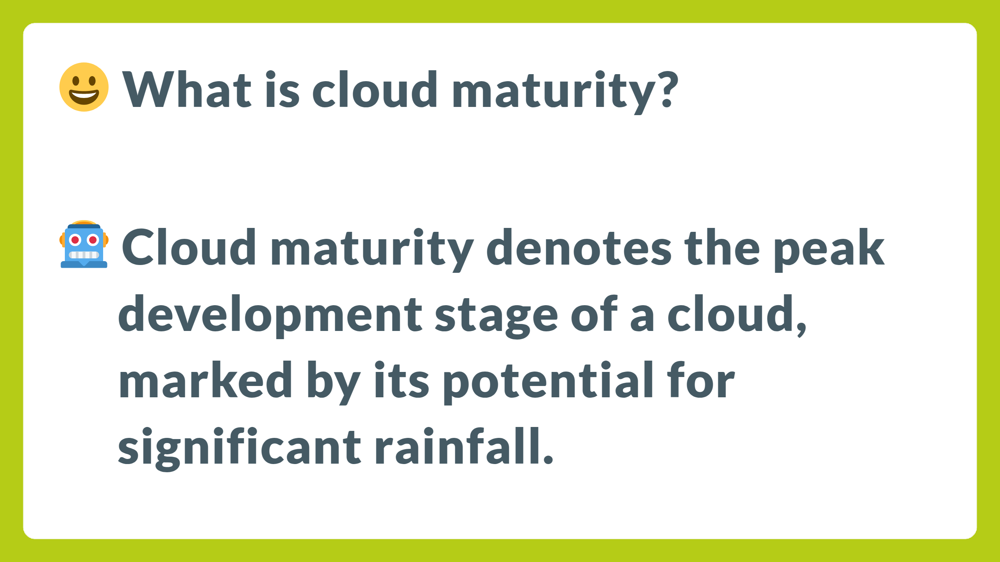 😀 What is cloud maturity?
🤖 Cloud maturity denotes the peak
development stage of a cloud,
marked by its potential for
significant rainfall.